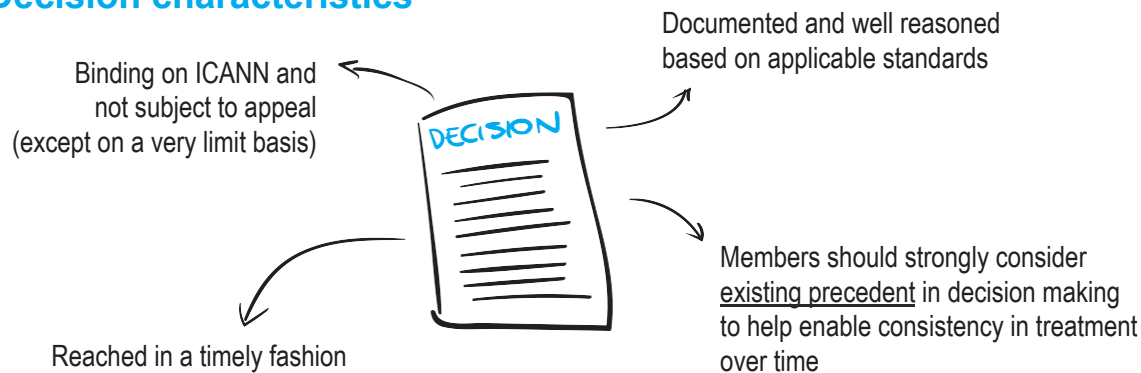 Decision characteristics
Documented and well reasoned
based on applicable standards
Binding on ICANN and
not subject to appeal
(except on a very limit basis)
DECISION
Members should strongly consider
existing precedent in decision making
to help enable consistency in treatment
over time
Reached in a timely fashion